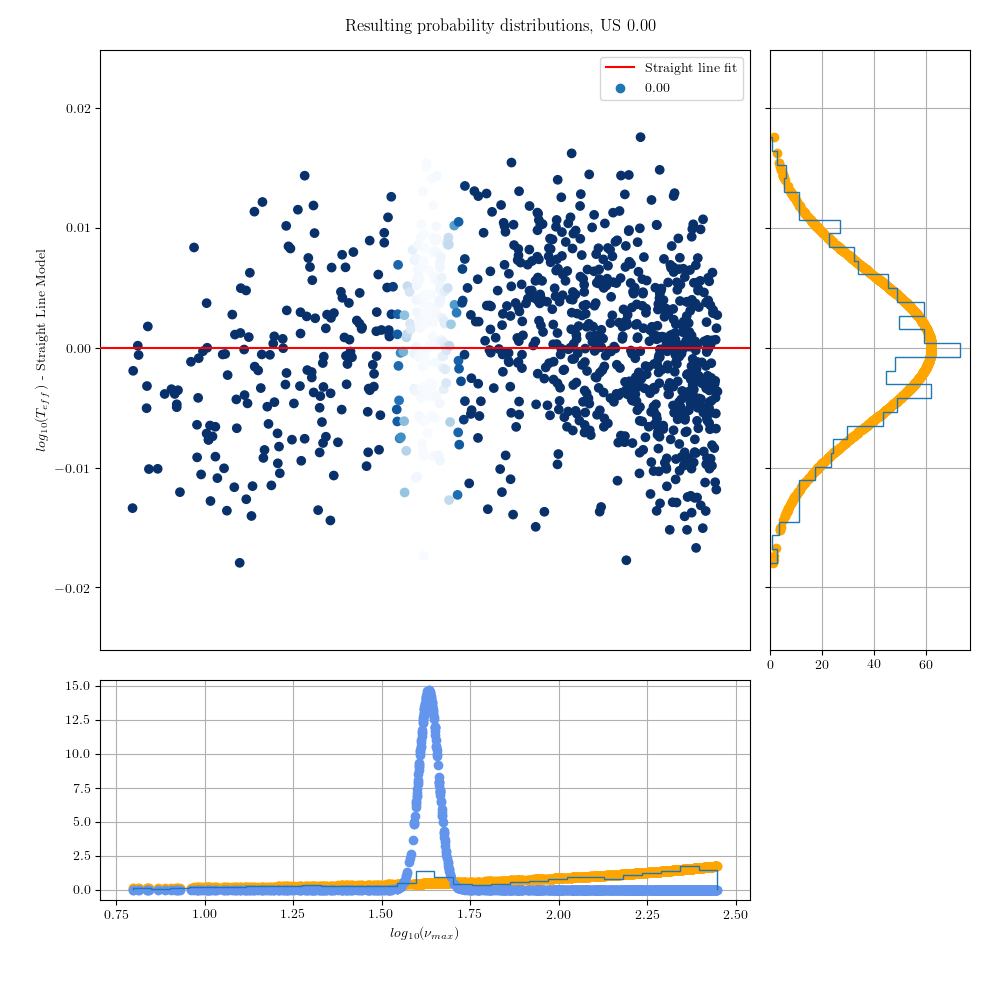 Resulting probability distributions, US 0.00
Straight line fit
0.00
0.02
0.01
0.00
−0.01
−0.02
log10(Teff) - Straight Line Model
0 20 40 60
15.0
12.5
10.0
7.5
5.0
2.5
0.0
0.75 1.00 1.25 1.50 1.75 2.00 2.25 2.50
log10(νmax)